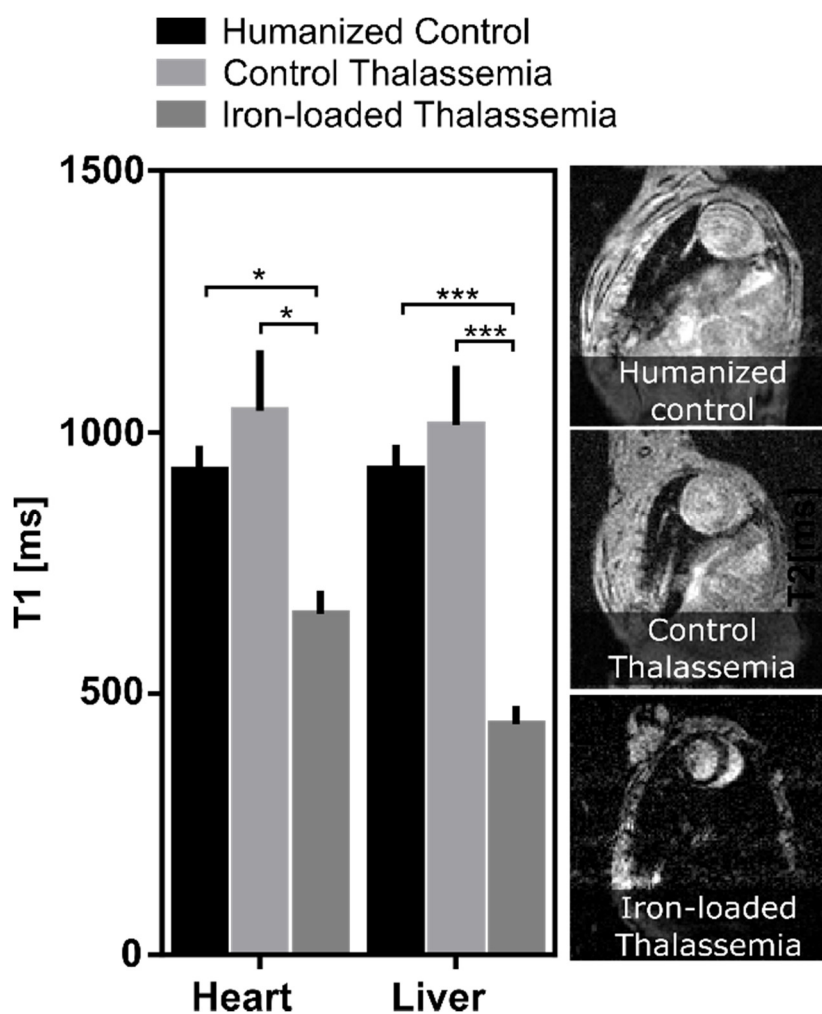 Humanized Control
Control Thalassemia
Iron-loaded Thalassemia
1500
1000
500
0
T1 [ms]
*
*
***
***
Heart
Liver
Humanized
control
Control
Thalassemia
T2[ms]
Iron-loaded
Thalassemia